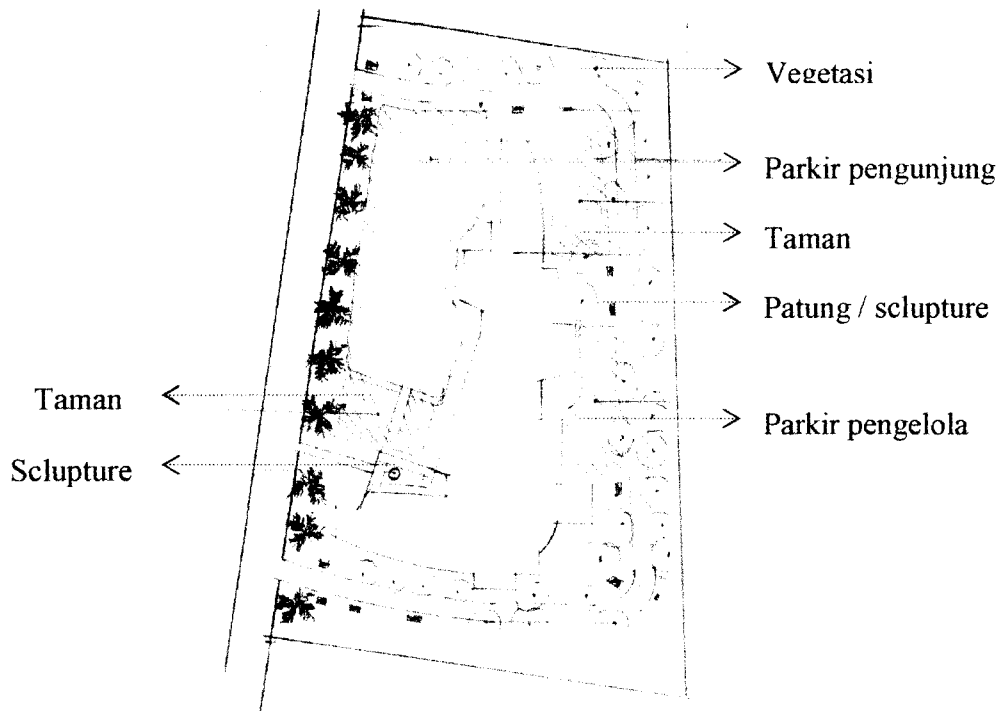 Vegetasi
Parkir pengunjung
Taman
Patung / sclupture
Taman
Parkir pengelola
Sclupture